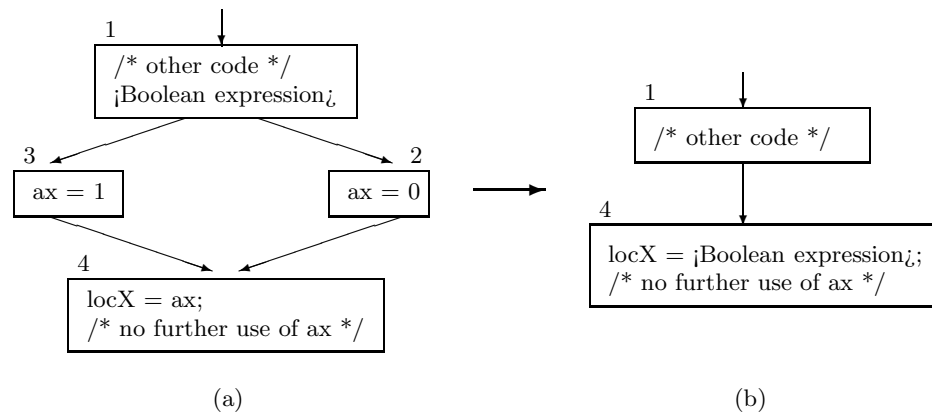 1
/* other code */
¡Boolean expression¿
3
2
ax = 1
ax = 0
4
locX = ax;
/* no further use of ax */
(a)
1
/* other code */
4
locX = ¡Boolean expression¿;
/* no further use of ax */
(b)